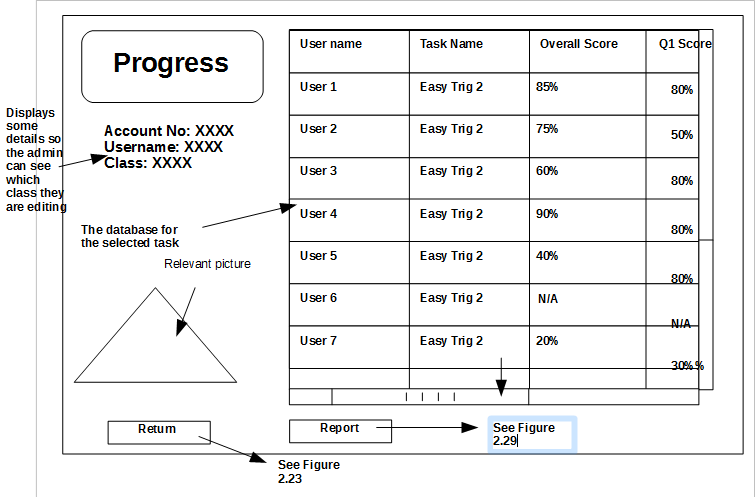 Progress
Displays
some
details so
the admin
can see
which
class they
are editing
Account No: XXXX
Username: XXXX
Class: XXXX
The database for
the selected task
Relevant picture
User name Task Name Overall Score Q1 Score
User 1 Easy Trig 2 85% 80%
User 2 Easy Trig 2 75% 50%
User 3 Easy Trig 2 60% 80%
User 4 Easy Trig 2 90% 80%
User 5 Easy Trig 2 40% 80%
User 6 Easy Trig 2 N/A N/A
User 7 Easy Trig 2 20% 30%%
Return
Report
See Figure
2.29
See Figure
2.23